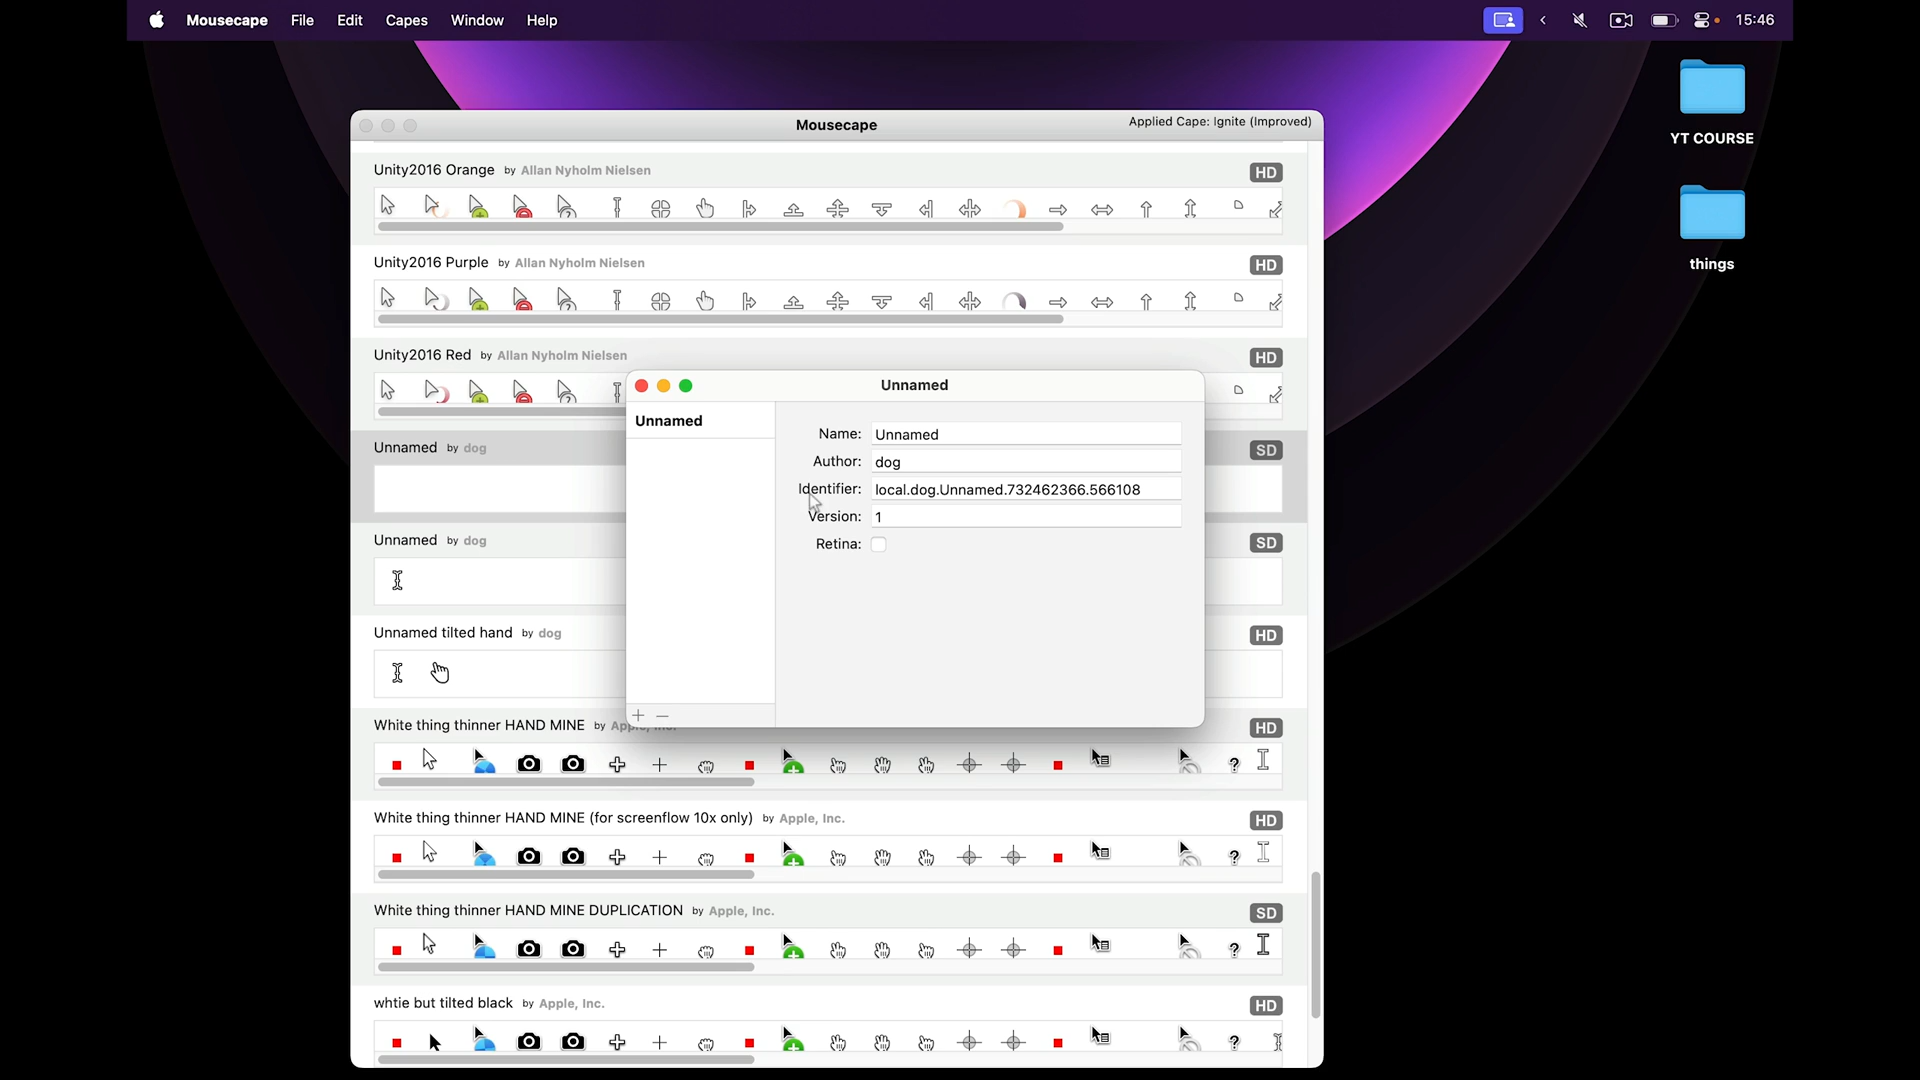 Mousecape File Edit Capes Window Help 15:46
YT COURSE
things
Mousecape
Applied Cape: Ignite (Improved)
Unity2016 Orange by Allan Nyholm Nielsen HD
Unity2016 Purple by Allan Nyholm Nielsen HD
Unity2016 Red by Allan Nyholm Nielsen HD
Unnamed by dog SD
Unnamed by dog SD
Unnamed tilted hand by dog HD
Unnamed
Unnamed
Name: Unnamed
Author: dog
Identifier: local.dog.Unnamed.732462366.566108
Version: 1
Retina:
White thing thinner HAND MINE by HD
White thing thinner HAND MINE (for screenflow 10x only) by Apple, Inc. HD
White thing thinner HAND MINE DUPLICATION by Apple, Inc. SD
whtie but tilted black by Apple, Inc. HD